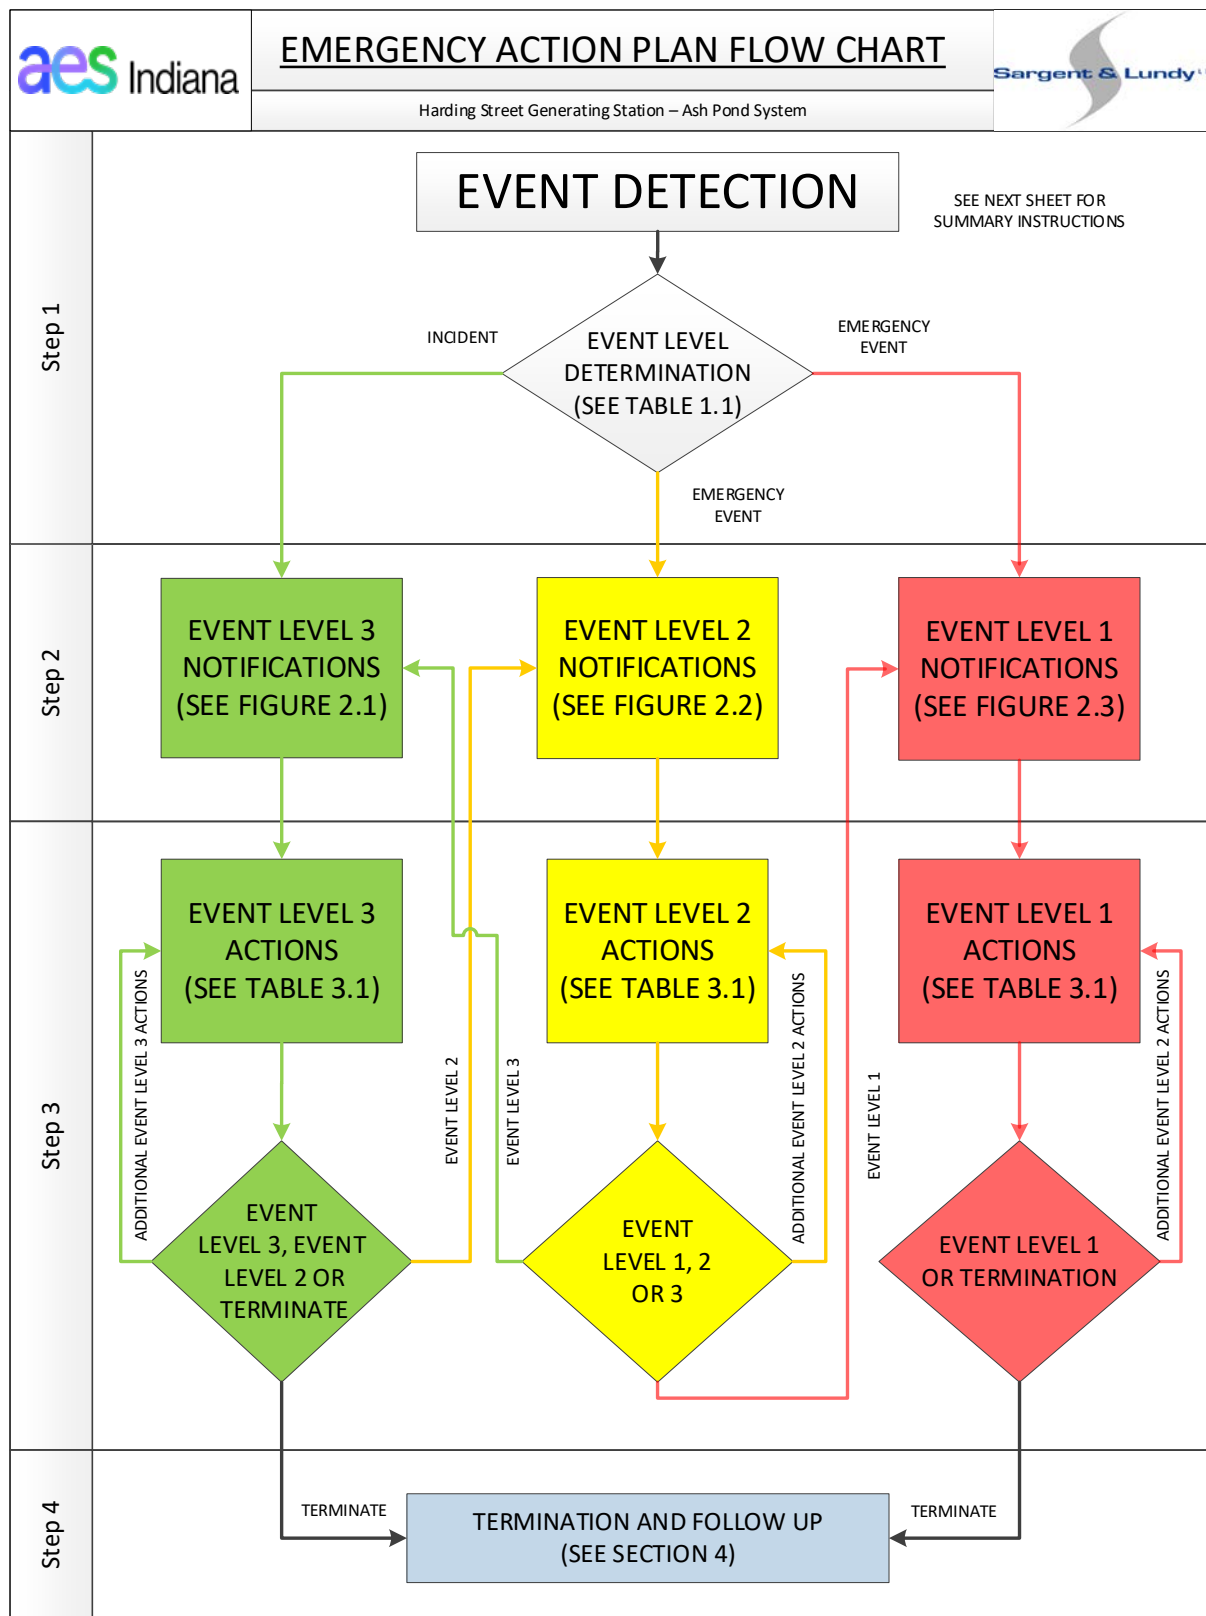 aes Indiana
EMERGENCY ACTION PLAN FLOW CHART
Harding Street Generating Station – Ash Pond System
Sargent & Lundy
Step 1
EVENT DETECTION
SEE NEXT SHEET FOR
SUMMARY INSTRUCTIONS
INCIDENT
EVENT LEVEL
DETERMINATION
(SEE TABLE 1.1)
EMERGENCY
EVENT
EMERGENCY
EVENT
Step 2
EVENT LEVEL 3
NOTIFICATIONS
(SEE FIGURE 2.1)
EVENT LEVEL 2
NOTIFICATIONS
(SEE FIGURE 2.2)
EVENT LEVEL 1
NOTIFICATIONS
(SEE FIGURE 2.3)
Step 3
EVENT LEVEL 3
ACTIONS
(SEE TABLE 3.1)
EVENT LEVEL 2
ACTIONS
(SEE TABLE 3.1)
EVENT LEVEL 1
ACTIONS
(SEE TABLE 3.1)
ADDITIONAL EVENT LEVEL 3 ACTIONS
EVENT LEVEL 2
EVENT LEVEL 3
ADDITIONAL EVENT LEVEL 2 ACTIONS
EVENT LEVEL 1
ADDITIONAL EVENT LEVEL 2 ACTIONS
EVENT
LEVEL 3, EVENT
LEVEL 2 OR
TERMINATE
EVENT
LEVEL 1, 2
OR 3
EVENT LEVEL 1
OR TERMINATION
Step 4
TERMINATE
TERMINATION AND FOLLOW UP
(SEE SECTION 4)
TERMINATE